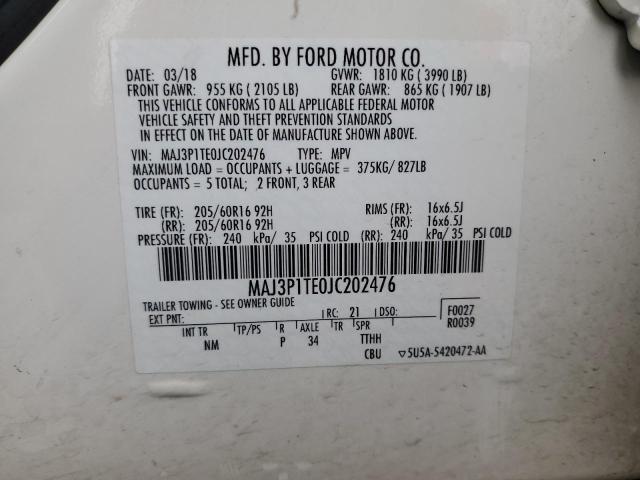 MFD. BY FORD MOTOR CO.
DATE: 03/18 GVWR: 1810 KG ( 3990 LB)
FRONT GAWR: 955 KG ( 2105 LB) REAR GAWR: 865 KG ( 1907 LB)
THIS VEHICLE CONFORMS TO ALL APPLICABLE FEDERAL MOTOR
VEHICLE SAFETY AND THEFT PREVENTION STANDARDS
IN EFFECT ON THE DATE OF MANUFACTURE SHOWN ABOVE.
VIN: MAJ3P1TE0JC202476 TYPE: MPV
MAXIMUM LOAD = OCCUPANTS + LUGGAGE = 375KG/ 827LB
OCCUPANTS = 5 TOTAL; 2 FRONT, 3 REAR
TIRE (FR): 205/60R16 92H RIMS (FR): 16x6.5J
(RR): 205/60R16 92H (RR): 16x6.5J
PRESSURE (FR): 240 kPa/ 35 PSI COLD (RR): 240 kPa/ 35 PSI COLD
MAJ3P1TE0JC202476
TRAILER TOWING - SEE OWNER GUIDE
EXT PNT: RC: 21 DSO: F0027
R0039
INT TR TP/PS R AXLE TR SPR
NM P 34 TTHH
CBU 5U5A-5420472-AA